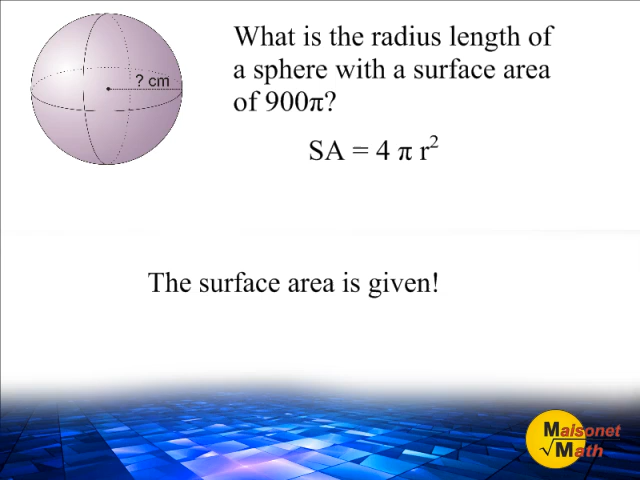 ? cm
What is the radius length of
a sphere with a surface area
of 900π?
SA = 4 π r²
The surface area is given!
Maisonet
√Math